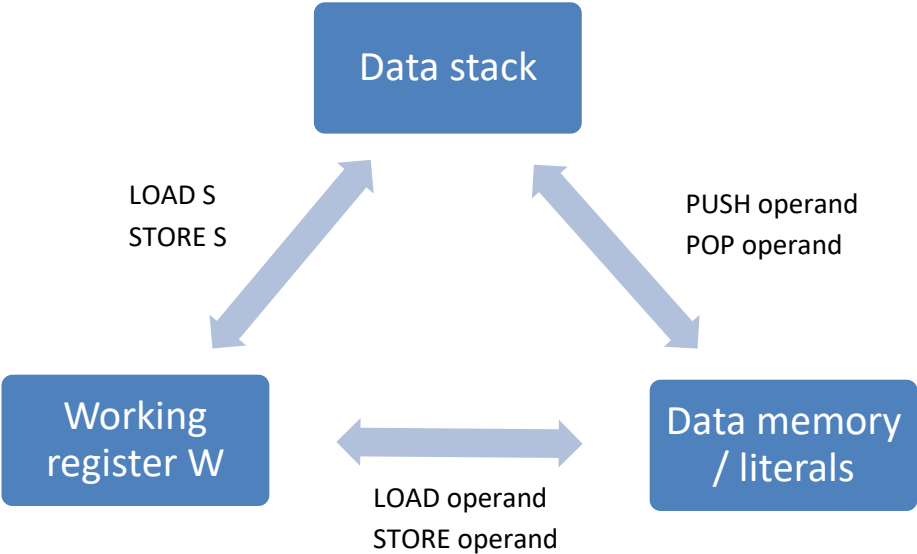 Data stack
LOAD S
STORE S
PUSH operand
POP operand
Working
register W
Data memory
/ literals
LOAD operand
STORE operand